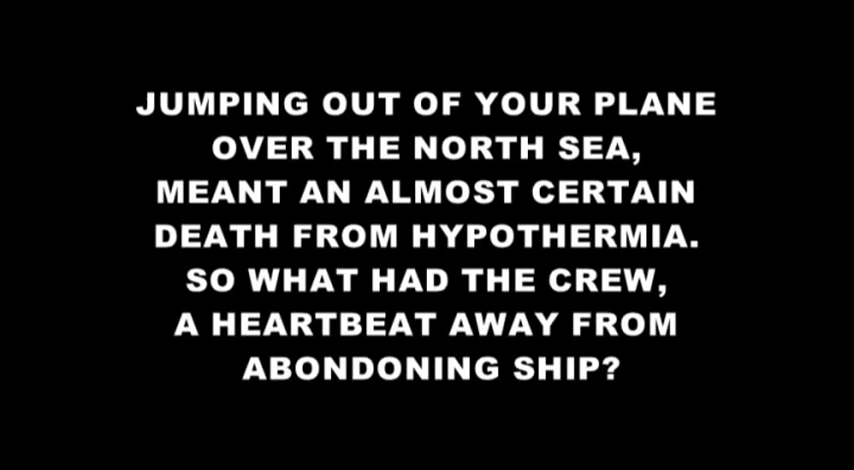 JUMPING OUT OF YOUR PLANE
OVER THE NORTH SEA,
MEANT AN ALMOST CERTAIN
DEATH FROM HYPOTHERMIA.
SO WHAT HAD THE CREW,
A HEARTBEAT AWAY FROM
ABONDONING SHIP?